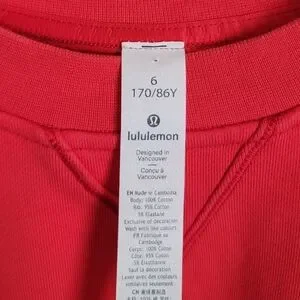 6
170/86Y
lululemon
Designed in
Vancouver
Conçu à
Vancouver
EN Made in Cambodia
Body: 100% Cotton
Rib: 95% Cotton
5% Elastane
Exclusive of decoration
Wash with like colours
FR Fabriqué au
Cambodge
Corps: 100% Coton
Côte: 95% Coton
5% Élasthanne
Sauf la décoration
Laver avec des couleurs
similaires